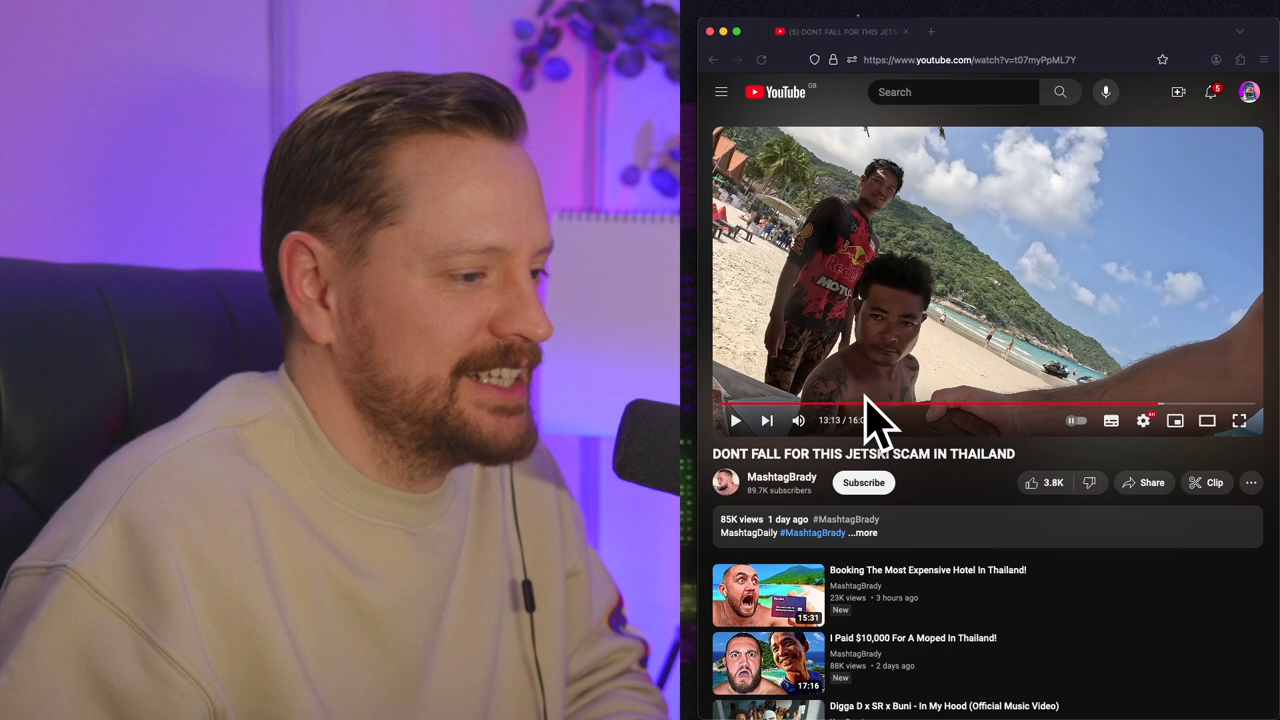 (5) DONT FALL FOR THIS JETS
https://www.youtube.com/watch?v=t07myPpML7Y
YouTube GB
Search
5
Red Bull
MOTUL
13:13 / 16:0
4K
DONT FALL FOR THIS JETSKI SCAM IN THAILAND
MashtagBrady
89.7K subscribers
Subscribe
3.8K
Share
Clip
85K views 1 day ago #MashtagBrady
MashtagDaily #MashtagBrady ...more
Booking The Most Expensive Hotel In Thailand!
MashtagBrady
23K views • 3 hours ago
New
15:31
I Paid $10,000 For A Moped In Thailand!
MashtagBrady
88K views • 2 days ago
New
17:16
Digga D x SR x Buni - In My Hood (Official Music Video)